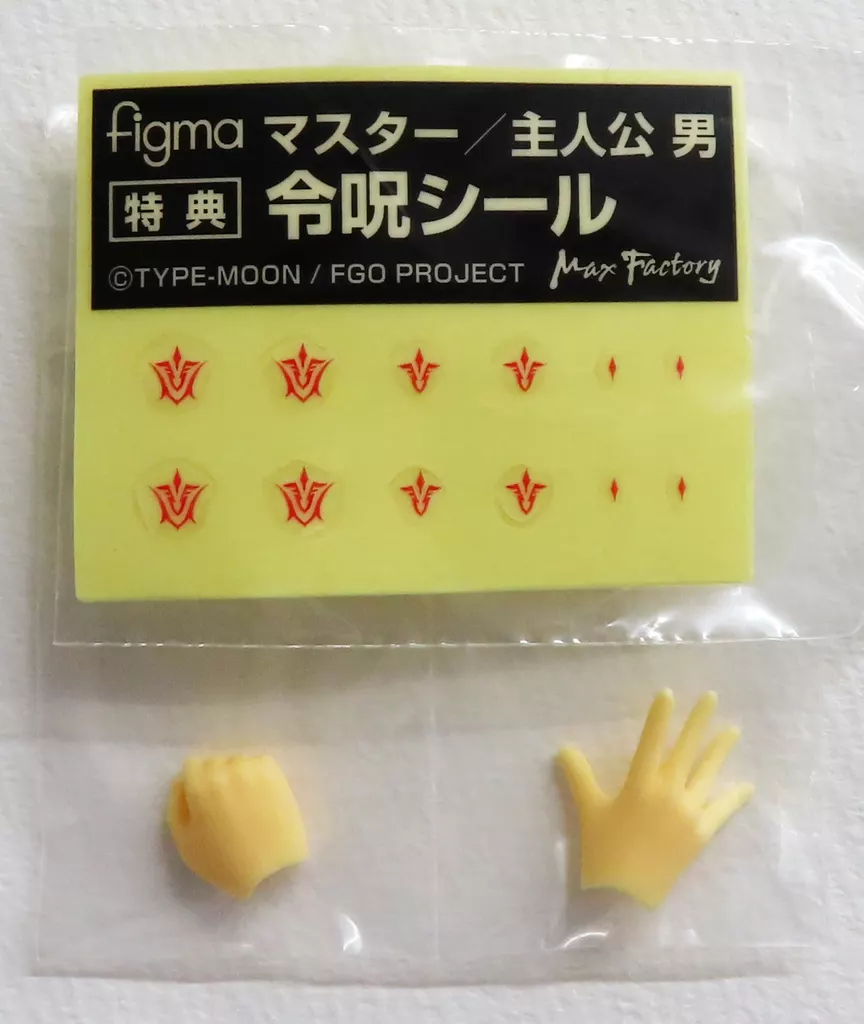 figma マスター／主人公 男
特典 令呪シール
©TYPE-MOON / FGO PROJECT Max Factory